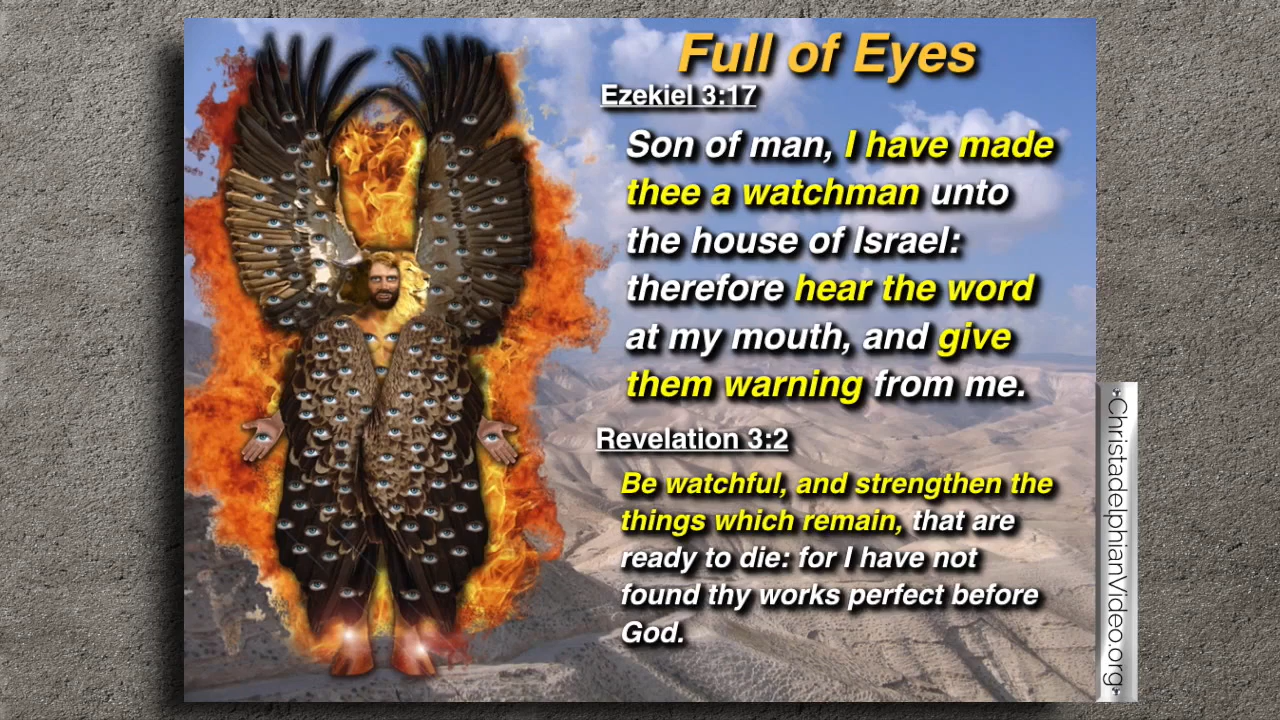 Full of Eyes
Ezekiel 3:17
Son of man, I have made
thee a watchman unto
the house of Israel:
therefore hear the word
at my mouth, and give
them warning from me.
Revelation 3:2
Be watchful, and strengthen the
things which remain, that are
ready to die: for I have not
found thy works perfect before
God.
ChristadelphianVideo.org